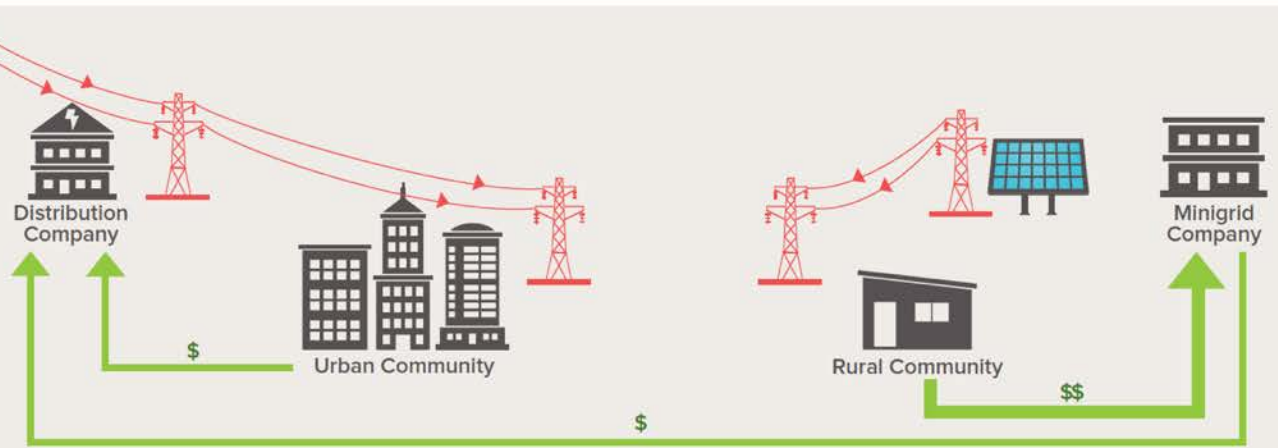 Distribution
Company
Minigrid
Company
$
Urban Community
Rural Community
$$
$